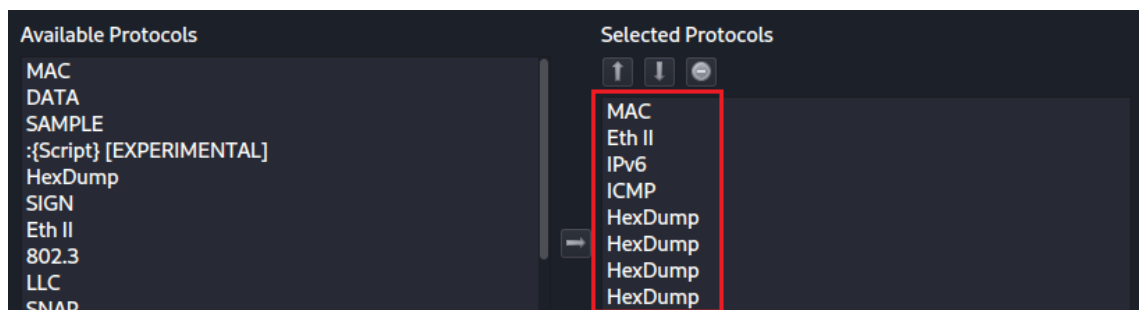 Available Protocols
MAC
DATA
SAMPLE
:{Script} [EXPERIMENTAL]
HexDump
SIGN
Eth II
802.3
LLC
SNAP
Selected Protocols
MAC
Eth II
IPv6
ICMP
HexDump
HexDump
HexDump
HexDump